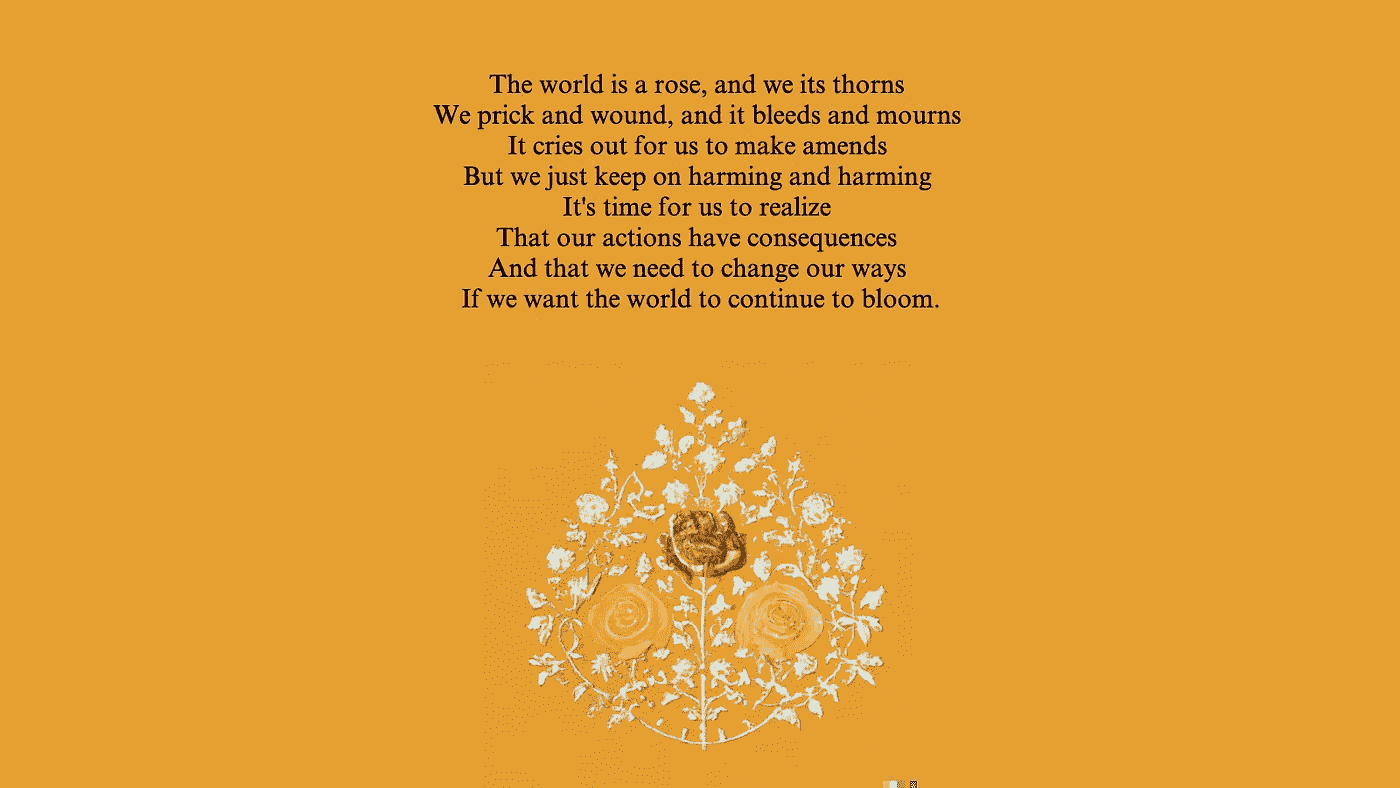 The world is a rose, and we its thorns
We prick and wound, and it bleeds and mourns
It cries out for us to make amends
But we just keep on harming and harming
It's time for us to realize
That our actions have consequences
And that we need to change our ways
If we want the world to continue to bloom.